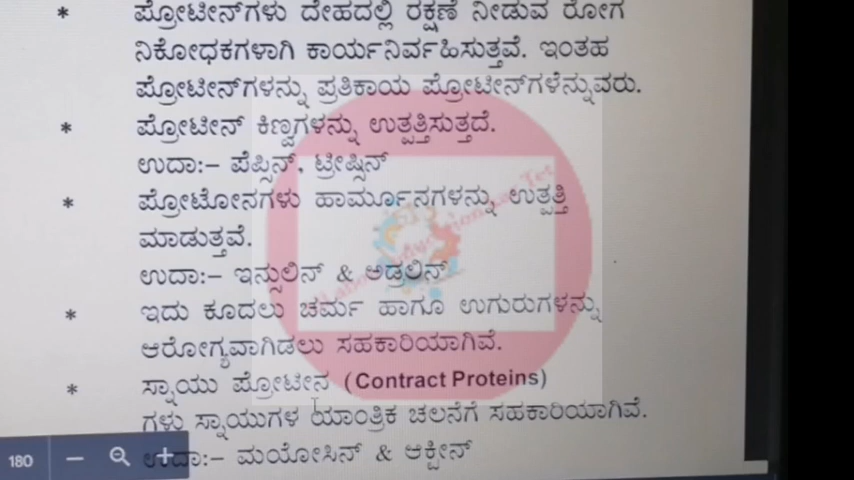 * ಪ್ರೋಟೀನ್‌ಗಳು ದೇಹದಲ್ಲಿ ರಕ್ಷಣೆ ನೀಡುವ ರೋಗ
ನಿಕೋಧಕಗಳಾಗಿ ಕಾರ್ಯನಿರ್ವಹಿಸುತ್ತವೆ. ಇಂತಹ
ಪ್ರೋಟೀನ್‌ಗಳನ್ನು ಪ್ರತಿಕಾಯ ಪ್ರೋಟೀನ್‌ಗಳೆನ್ನುವರು.
* ಪ್ರೋಟೀನ್ ಕಿಣ್ವಗಳನ್ನು ಉತ್ಪತ್ತಿಸುತ್ತದೆ.
ಉದಾ:– ಪೆಪ್ಸಿನ್, ಟ್ರೀಪ್ಸಿನ್
* ಪ್ರೋಟೋನಗಳು ಹಾರ್ಮೂನಗಳನ್ನು ಉತ್ಪತ್ತಿ
ಮಾಡುತ್ತವೆ.
ಉದಾ:– ಇನ್ಸುಲಿನ್ & ಅಡ್ರಲಿನ್
* ಇದು ಕೂದಲು ಚರ್ಮ ಹಾಗೂ ಉಗುರುಗಳನ್ನು
ಆರೋಗ್ಯವಾಗಿಡಲು ಸಹಕಾರಿಯಾಗಿವೆ.
* ಸ್ನಾಯು ಪ್ರೋಟೀನ (Contract Proteins)
ಗಳು ಸ್ನಾಯುಗಳ ಯಾಂತ್ರಿಕ ಚಲನೆಗೆ ಸಹಕಾರಿಯಾಗಿವೆ.
ಉದಾ:– ಮಯೋಸಿನ್ & ಆಕ್ಟೀನ್
180